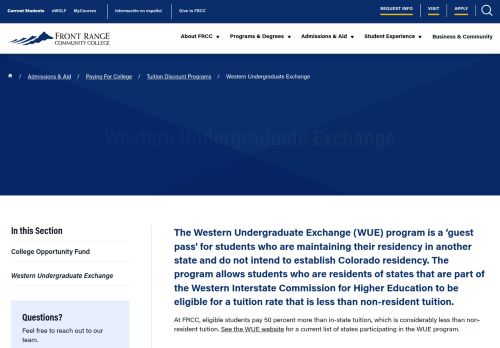 Current Students eWOLF MyCourses Información en español Give to FRCC REQUEST INFO VISIT APPLY
FRONT RANGE
COMMUNITY COLLEGE
About FRCC Programs & Degrees Admissions & Aid Student Experience Business & Community
/ Admissions & Aid / Paying For College / Tuition Discount Programs / Western Undergraduate Exchange
Western Undergraduate Exchange
In this Section
College Opportunity Fund
Western Undergraduate Exchange
Questions?
Feel free to reach out to our
team.
The Western Undergraduate Exchange (WUE) program is a ‘guest
pass’ for students who are maintaining their residency in another
state and do not intend to establish Colorado residency. The
program allows students who are residents of states that are part of
the Western Interstate Commission for Higher Education to be
eligible for a tuition rate that is less than non-resident tuition.
At FRCC, eligible students pay 50 percent more than in-state tuition, which is considerably less than non-
resident tuition. See the WUE website for a current list of states participating in the WUE program.